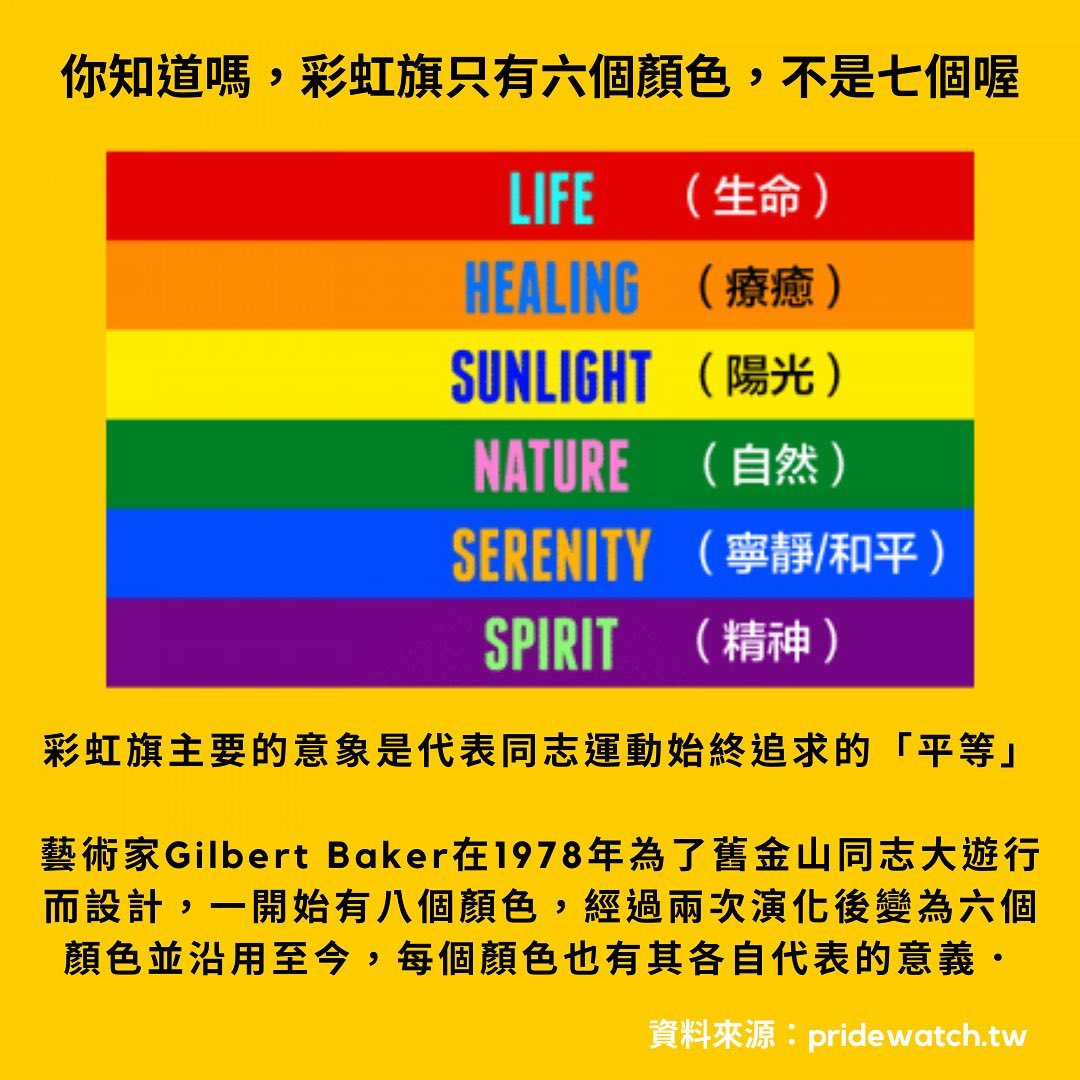 你知道嗎，彩虹旗只有六個顏色，不是七個喔
LIFE （生命）
HEALING （療癒）
SUNLIGHT （陽光）
NATURE （自然）
SERENITY （寧靜/和平）
SPIRIT （精神）
彩虹旗主要的意象是代表同志運動始終追求的「平等」
藝術家Gilbert Baker在1978年為了舊金山同志大遊行
而設計，一開始有八個顏色，經過兩次演化後變為六個
顏色並沿用至今，每個顏色也有其各自代表的意義．
資料來源：pridewatch.tw